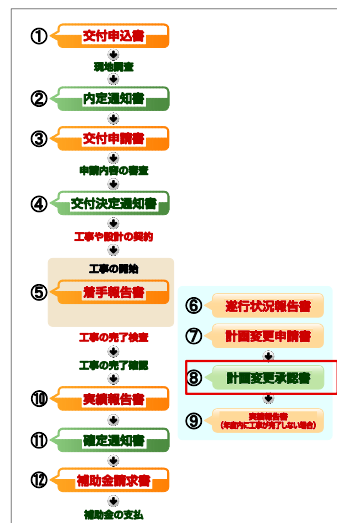 ① 交付申込書
現地調査
② 内定通知書
③ 交付申請書
申請内容の審査
④ 交付決定通知書
工事や設計の契約
工事の開始
⑤ 着手報告書
工事の完了検査
工事の完了確認
⑥ 遂行状況報告書
⑦ 計画変更申請書
⑧ 計画変更承認書
⑨ 実績報告書
(年度内に工事が完了しない場合)
⑩ 実績報告書
⑪ 確定通知書
⑫ 補助金請求書
補助金の支払